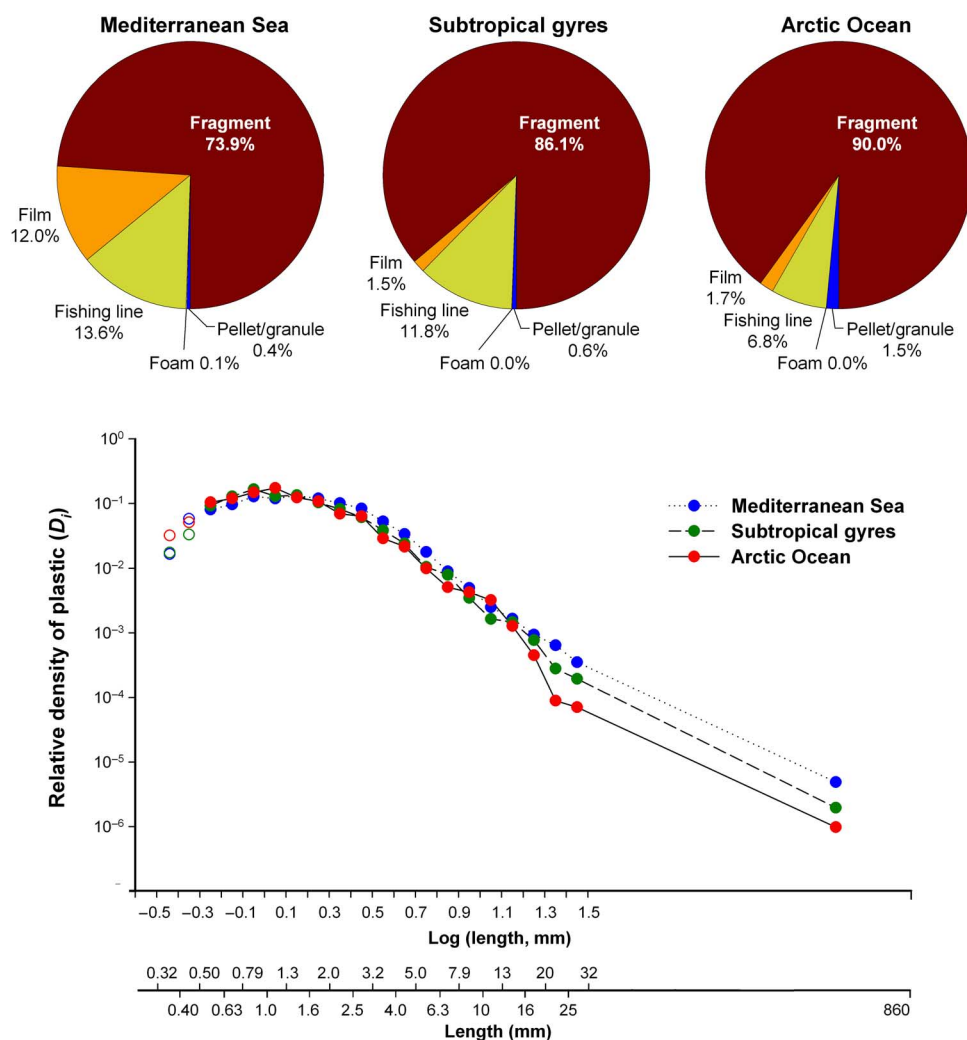 Mediterranean Sea
Subtropical gyres
Arctic Ocean
Fragment
73.9%
Film
12.0%
Fishing line
13.6%
Pellet/granule
0.4%
Foam 0.1%
Fragment
86.1%
Film
1.5%
Fishing line
11.8%
Pellet/granule
0.6%
Foam 0.0%
Fragment
90.0%
Film
1.7%
Fishing line
6.8%
Pellet/granule
1.5%
Foam 0.0%
Relative density of plastic (Di)
10⁰
10⁻¹
10⁻²
10⁻³
10⁻⁴
10⁻⁵
10⁻⁶
Mediterranean Sea
Subtropical gyres
Arctic Ocean
−0.5 −0.3 −0.1 0.1 0.3 0.5 0.7 0.9 1.1 1.3 1.5
Log (length, mm)
0.32 0.50 0.79 1.3 2.0 3.2 5.0 7.9 13 20 32
0.40 0.63 1.0 1.6 2.5 4.0 6.3 10 16 25 860
Length (mm)